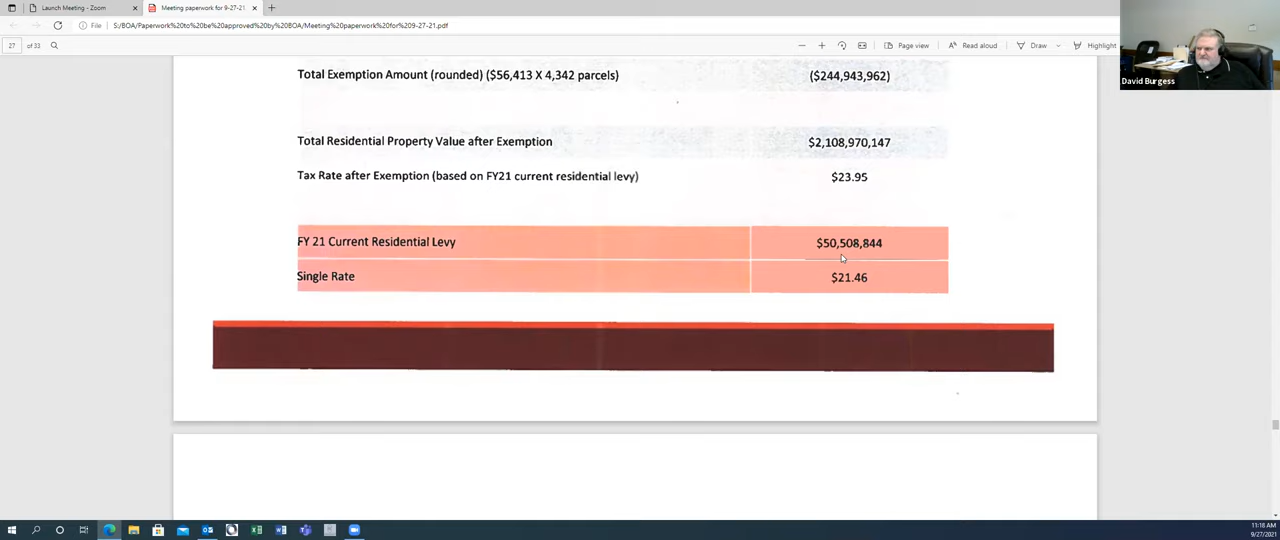 Launch Meeting - Zoom
Meeting paperwork for 9-27-21.
File
S:/BOA/Paperwork%20to%20be%20approved%20by%20BOA/Meeting%20paperwork%20for%209-27-21.pdf
27 of 33
Page view
Read aloud
Draw
Highlight
David Burgess
Total Exemption Amount (rounded) ($56,413 X 4,342 parcels) ($244,943,962)
Total Residential Property Value after Exemption $2,108,970,147
Tax Rate after Exemption (based on FY21 current residential levy) $23.95
FY 21 Current Residential Levy $50,508,844
Single Rate $21.46
11:18 AM
9/27/2021